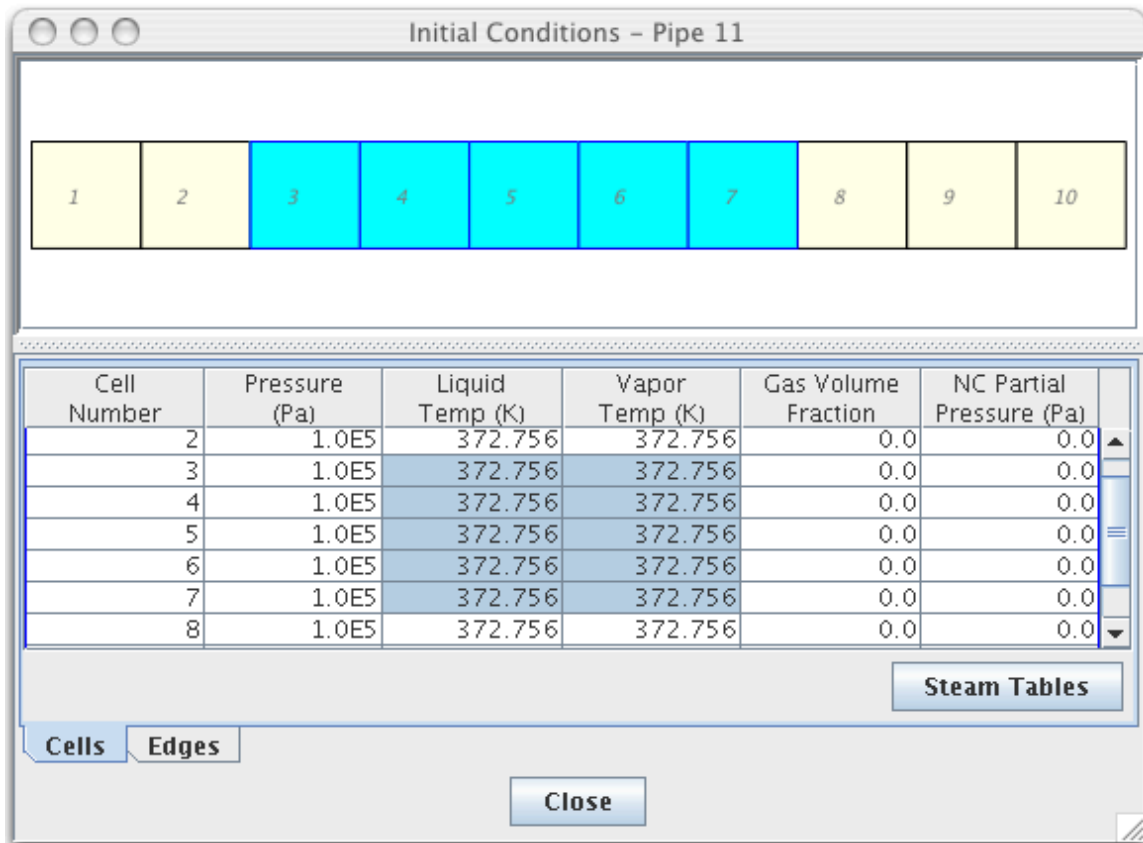 Initial Conditions – Pipe 11
1 2 3 4 5 6 7 8 9 10
Cell Pressure Liquid Vapor Gas Volume NC Partial
Number (Pa) Temp (K) Temp (K) Fraction Pressure (Pa)
2 1.0E5 372.756 372.756 0.0 0.0
3 1.0E5 372.756 372.756 0.0 0.0
4 1.0E5 372.756 372.756 0.0 0.0
5 1.0E5 372.756 372.756 0.0 0.0
6 1.0E5 372.756 372.756 0.0 0.0
7 1.0E5 372.756 372.756 0.0 0.0
8 1.0E5 372.756 372.756 0.0 0.0
Steam Tables
Cells Edges
Close